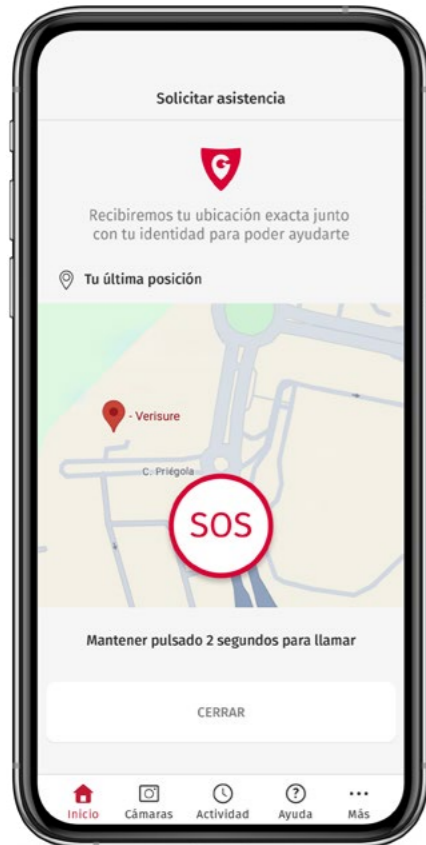 Solicitar asistencia
G
Recibiremos tu ubicación exacta junto
con tu identidad para poder ayudarte
Tu última posición
- Verisure
C. Priégola
SOS
Mantener pulsado 2 segundos para llamar
CERRAR
Inicio Cámaras Actividad Ayuda Más